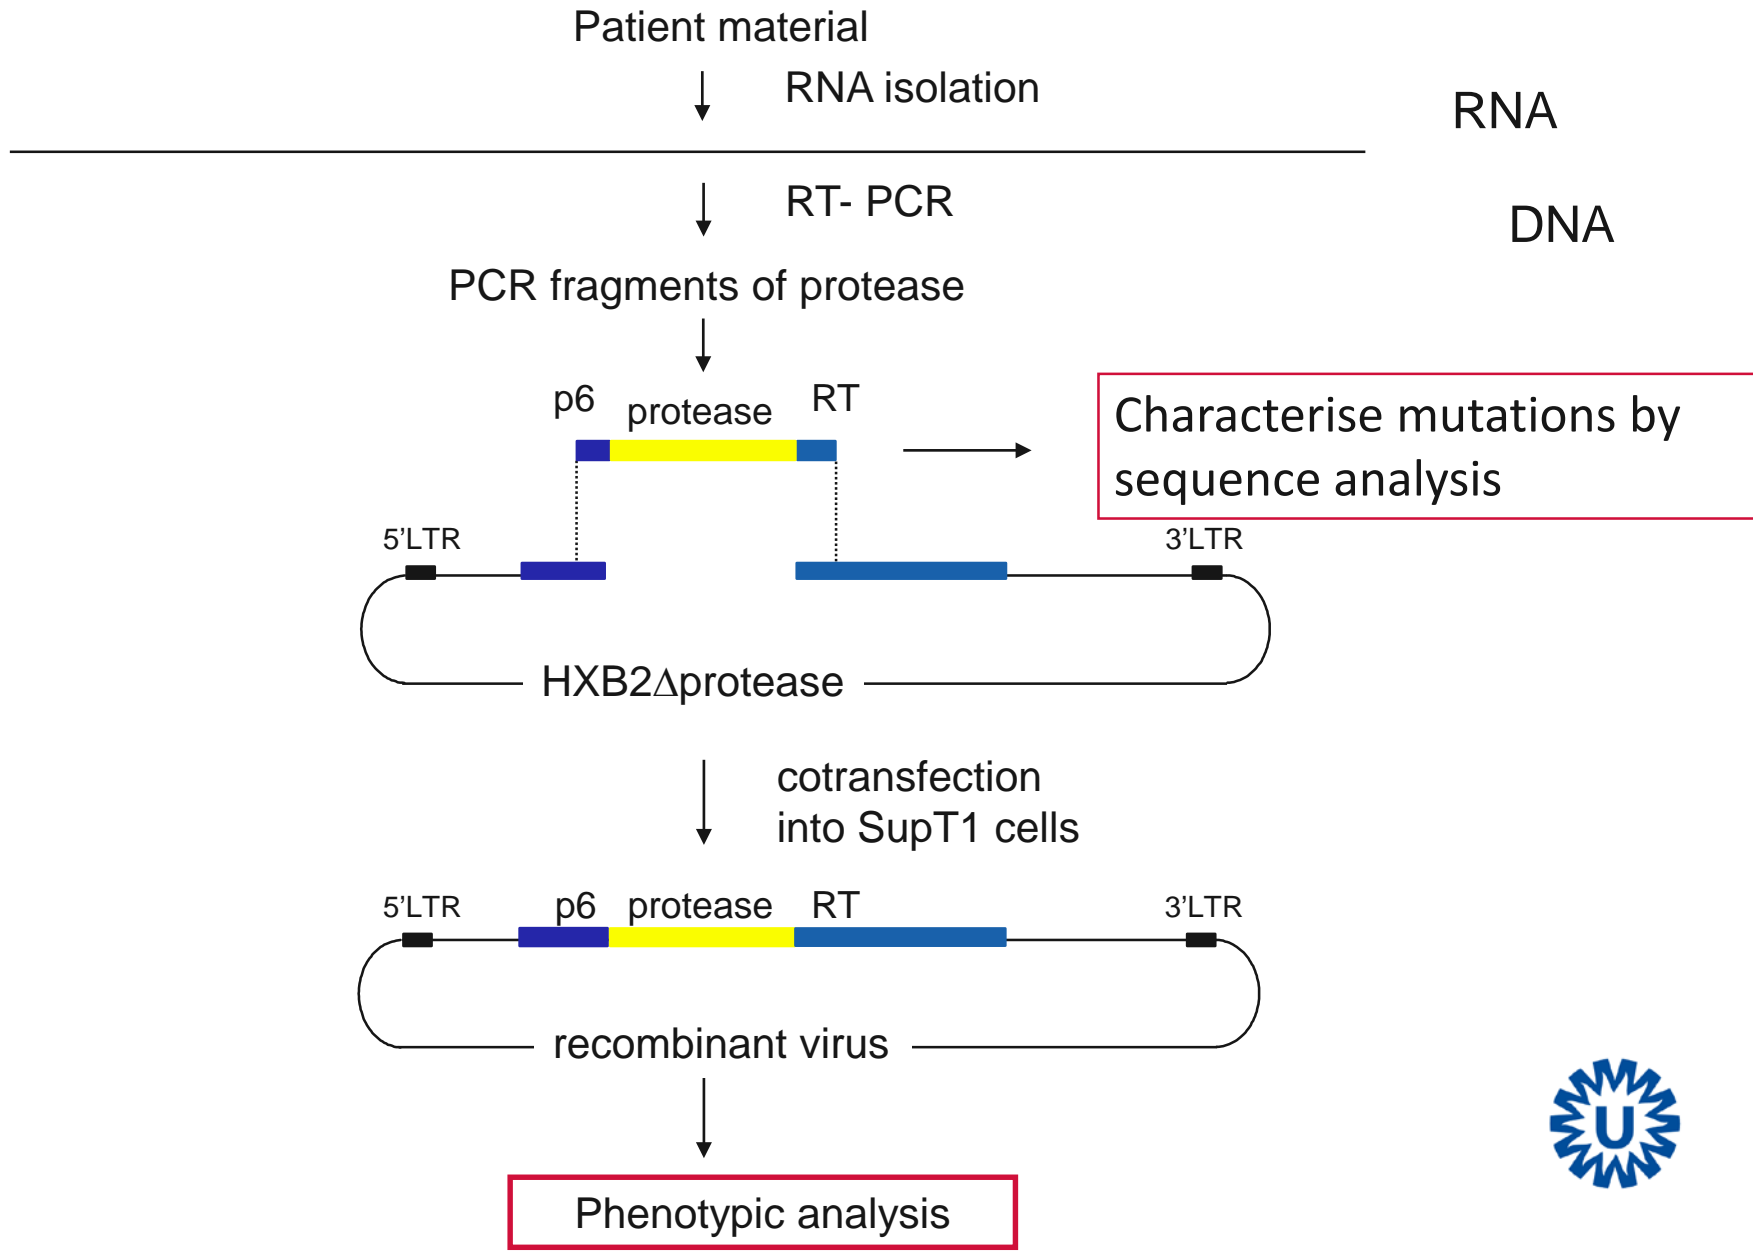 Patient material
RNA isolation
RNA
RT- PCR
DNA
PCR fragments of protease
p6 protease RT
Characterise mutations by
sequence analysis
5’LTR 3’LTR
HXB2Δprotease
cotransfection
into SupT1 cells
5’LTR p6 protease RT 3’LTR
recombinant virus
U
Phenotypic analysis